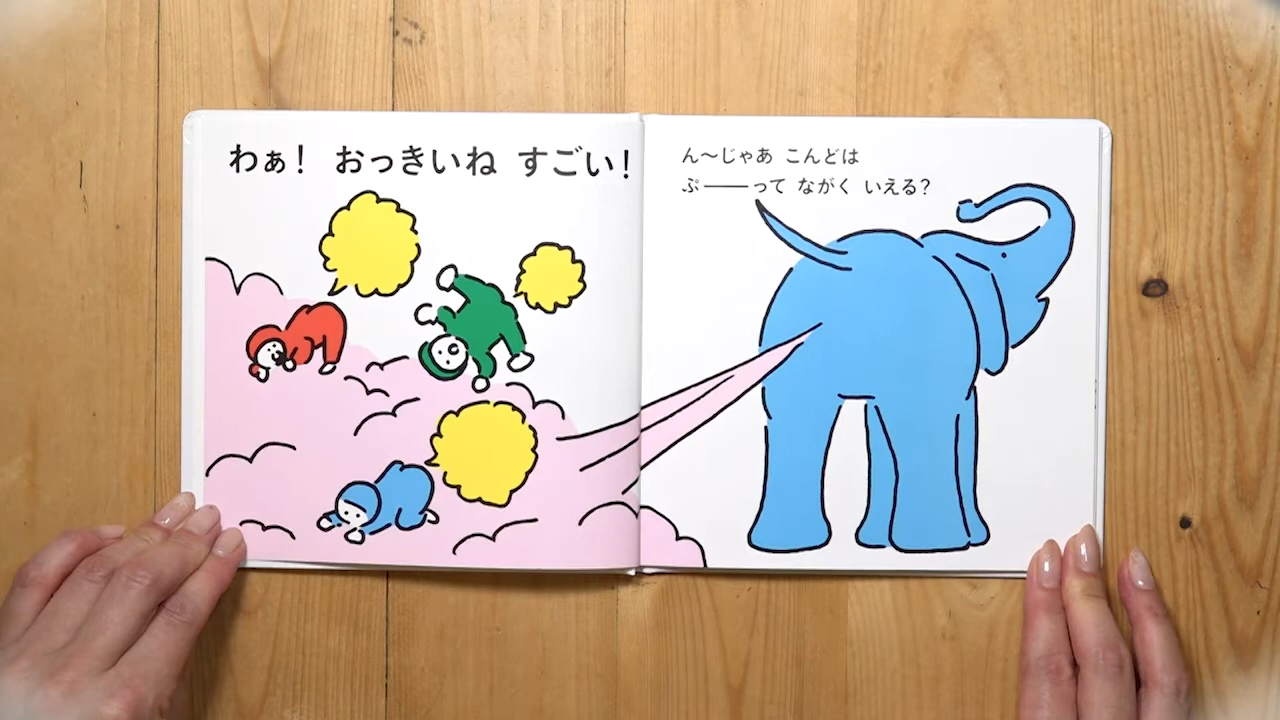 わぁ！ おっきいね すごい！
ん〜じゃあ こんどは
ぷ───って ながく いえる？